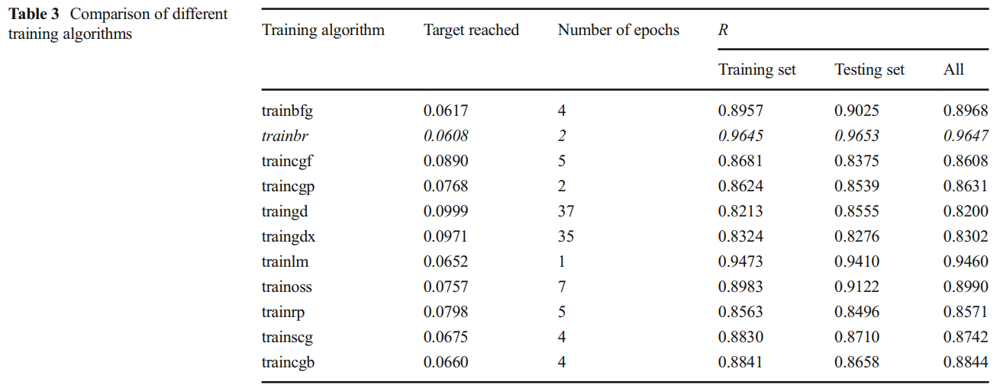 Table 3 Comparison of different
training algorithms
Training algorithm Target reached Number of epochs R
Training set Testing set All
trainbfg 0.0617 4 0.8957 0.9025 0.8968
trainbr 0.0608 2 0.9645 0.9653 0.9647
traincgf 0.0890 5 0.8681 0.8375 0.8608
traincgp 0.0768 2 0.8624 0.8539 0.8631
traingd 0.0999 37 0.8213 0.8555 0.8200
traingdx 0.0971 35 0.8324 0.8276 0.8302
trainlm 0.0652 1 0.9473 0.9410 0.9460
trainoss 0.0757 7 0.8983 0.9122 0.8990
trainrp 0.0798 5 0.8563 0.8496 0.8571
trainscg 0.0675 4 0.8830 0.8710 0.8742
traincgb 0.0660 4 0.8841 0.8658 0.8844